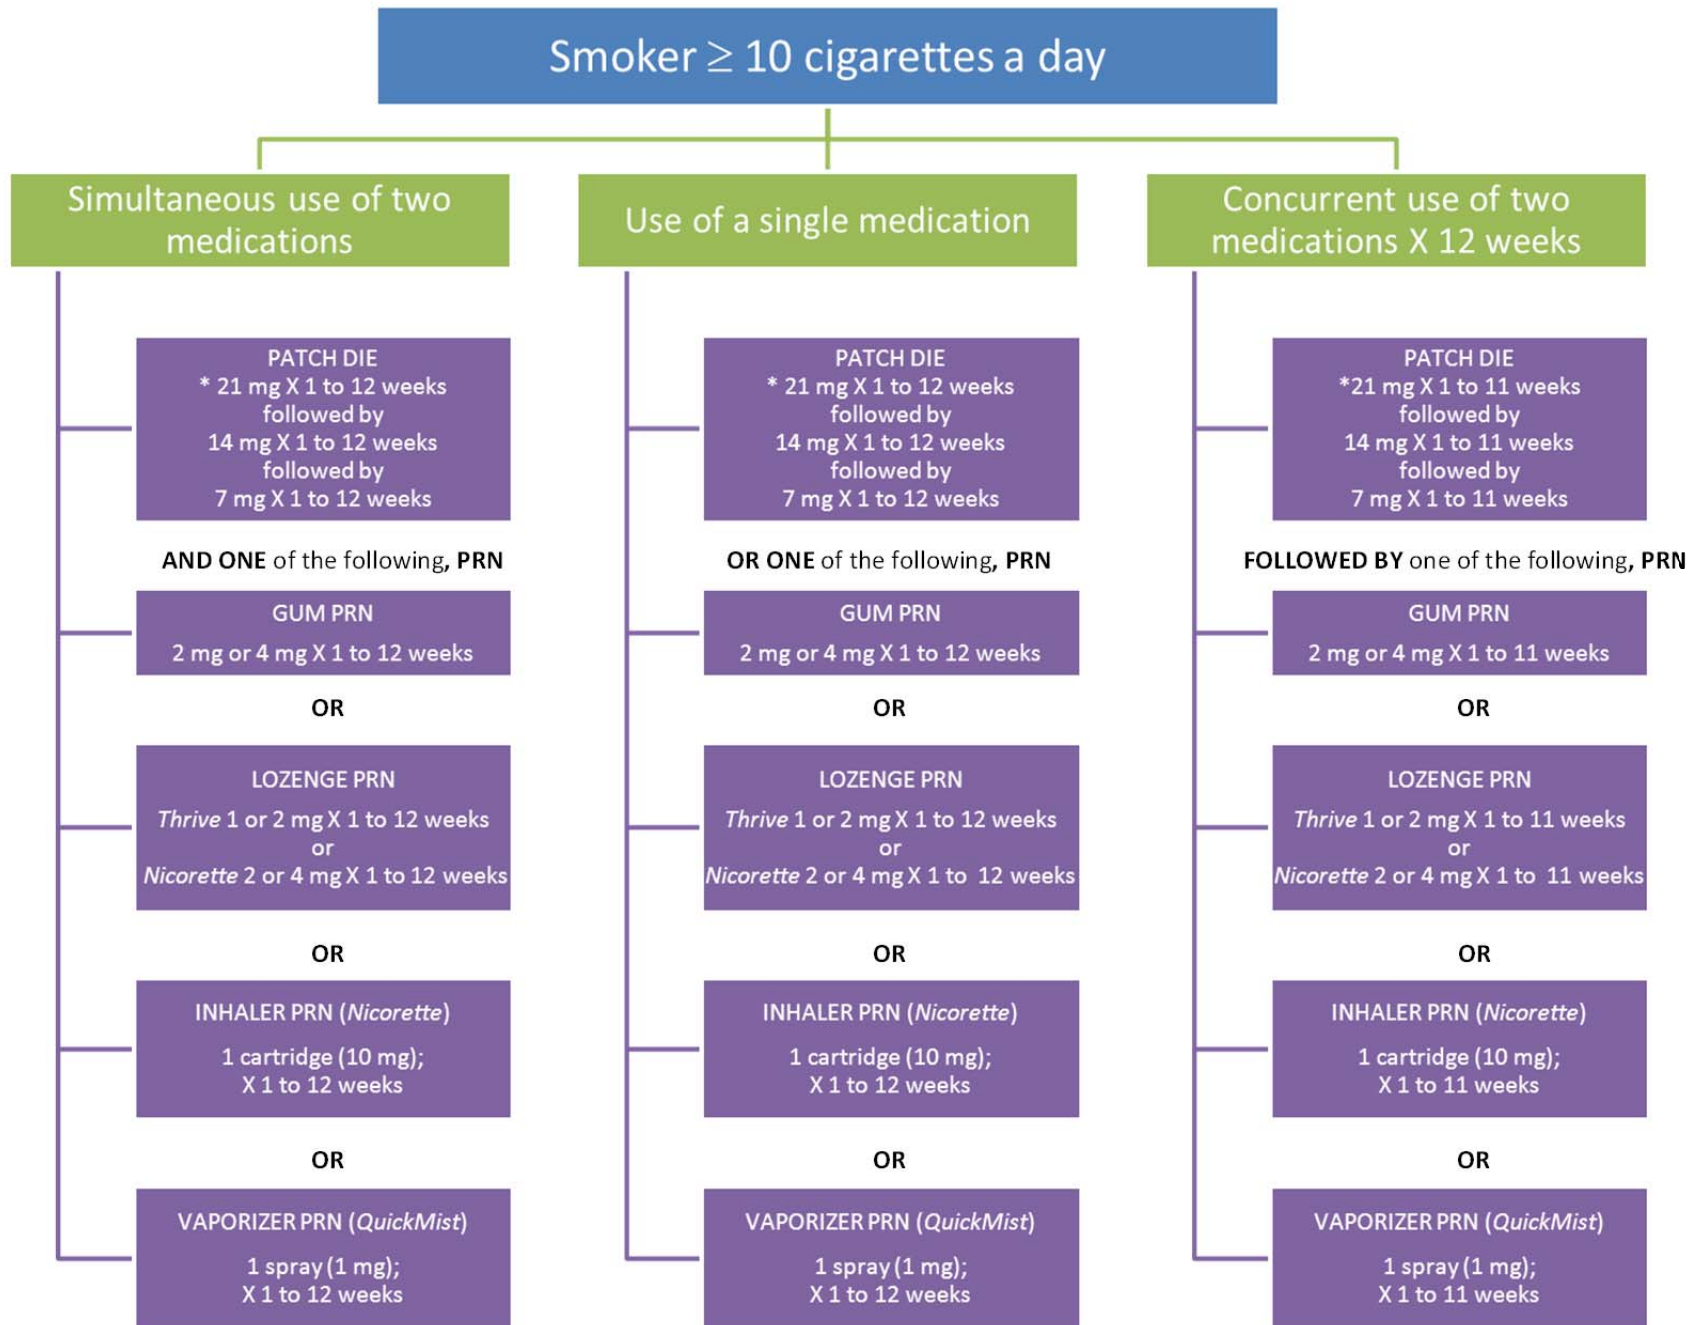 Smoker ≥ 10 cigarettes a day
Simultaneous use of two
medications
PATCH DIE
* 21 mg X 1 to 12 weeks
followed by
14 mg X 1 to 12 weeks
followed by
7 mg X 1 to 12 weeks
AND ONE of the following, PRN
GUM PRN
2 mg or 4 mg X 1 to 12 weeks
OR
LOZENGE PRN
Thrive 1 or 2 mg X 1 to 12 weeks
or
Nicorette 2 or 4 mg X 1 to 12 weeks
OR
INHALER PRN (Nicorette)
1 cartridge (10 mg);
X 1 to 12 weeks
OR
VAPORIZER PRN (QuickMist)
1 spray (1 mg);
X 1 to 12 weeks
Use of a single medication
PATCH DIE
* 21 mg X 1 to 12 weeks
followed by
14 mg X 1 to 12 weeks
followed by
7 mg X 1 to 12 weeks
OR ONE of the following, PRN
GUM PRN
2 mg or 4 mg X 1 to 12 weeks
OR
LOZENGE PRN
Thrive 1 or 2 mg X 1 to 12 weeks
or
Nicorette 2 or 4 mg X 1 to 12 weeks
OR
INHALER PRN (Nicorette)
1 cartridge (10 mg);
X 1 to 12 weeks
OR
VAPORIZER PRN (QuickMist)
1 spray (1 mg);
X 1 to 12 weeks
Concurrent use of two
medications X 12 weeks
PATCH DIE
*21 mg X 1 to 11 weeks
followed by
14 mg X 1 to 11 weeks
followed by
7 mg X 1 to 11 weeks
FOLLOWED BY one of the following, PRN
GUM PRN
2 mg or 4 mg X 1 to 11 weeks
OR
LOZENGE PRN
Thrive 1 or 2 mg X 1 to 11 weeks
or
Nicorette 2 or 4 mg X 1 to 11 weeks
OR
INHALER PRN (Nicorette)
1 cartridge (10 mg);
X 1 to 11 weeks
OR
VAPORIZER PRN (QuickMist)
1 spray (1 mg);
X 1 to 11 weeks